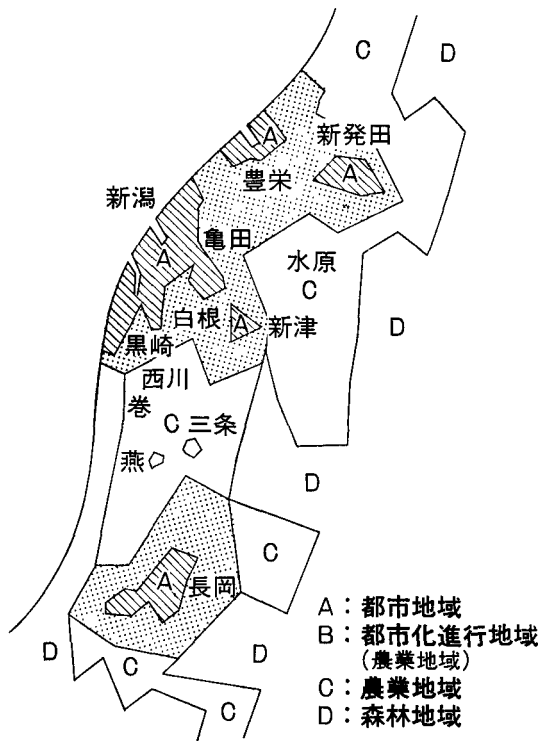 C
D
新発田
A
A
豊栄
新潟
亀田
水原
C
A
D
白根
A
新津
黒崎
西川
巻
C 三条
燕
D
C
A
長岡
D
C
D
C
A：都市地域
B：都市化進行地域
（農業地域）
C：農業地域
D：森林地域